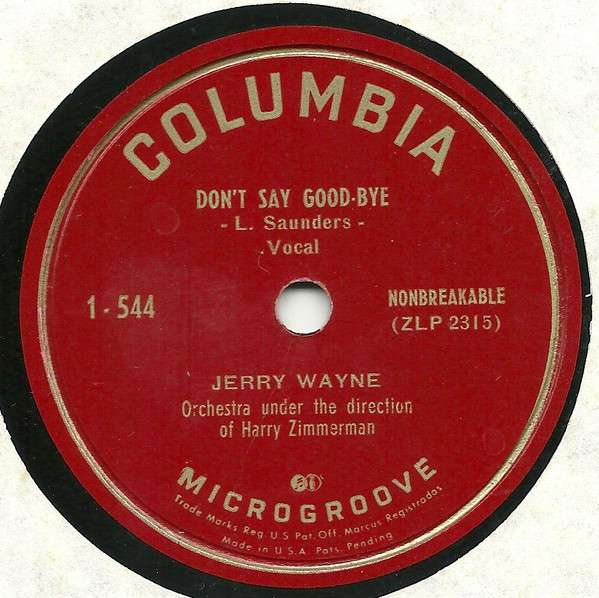 COLUMBIA
DON'T SAY GOOD-BYE
- L. Saunders -
Vocal
1-544
NONBREAKABLE
(ZLP 2315)
JERRY WAYNE
Orchestra under the direction
of Harry Zimmerman
MICROGROOVE
Trade Marks Reg. U.S. Pat. Off. Marcas Registradas
Made in U.S.A. Pats. Pending